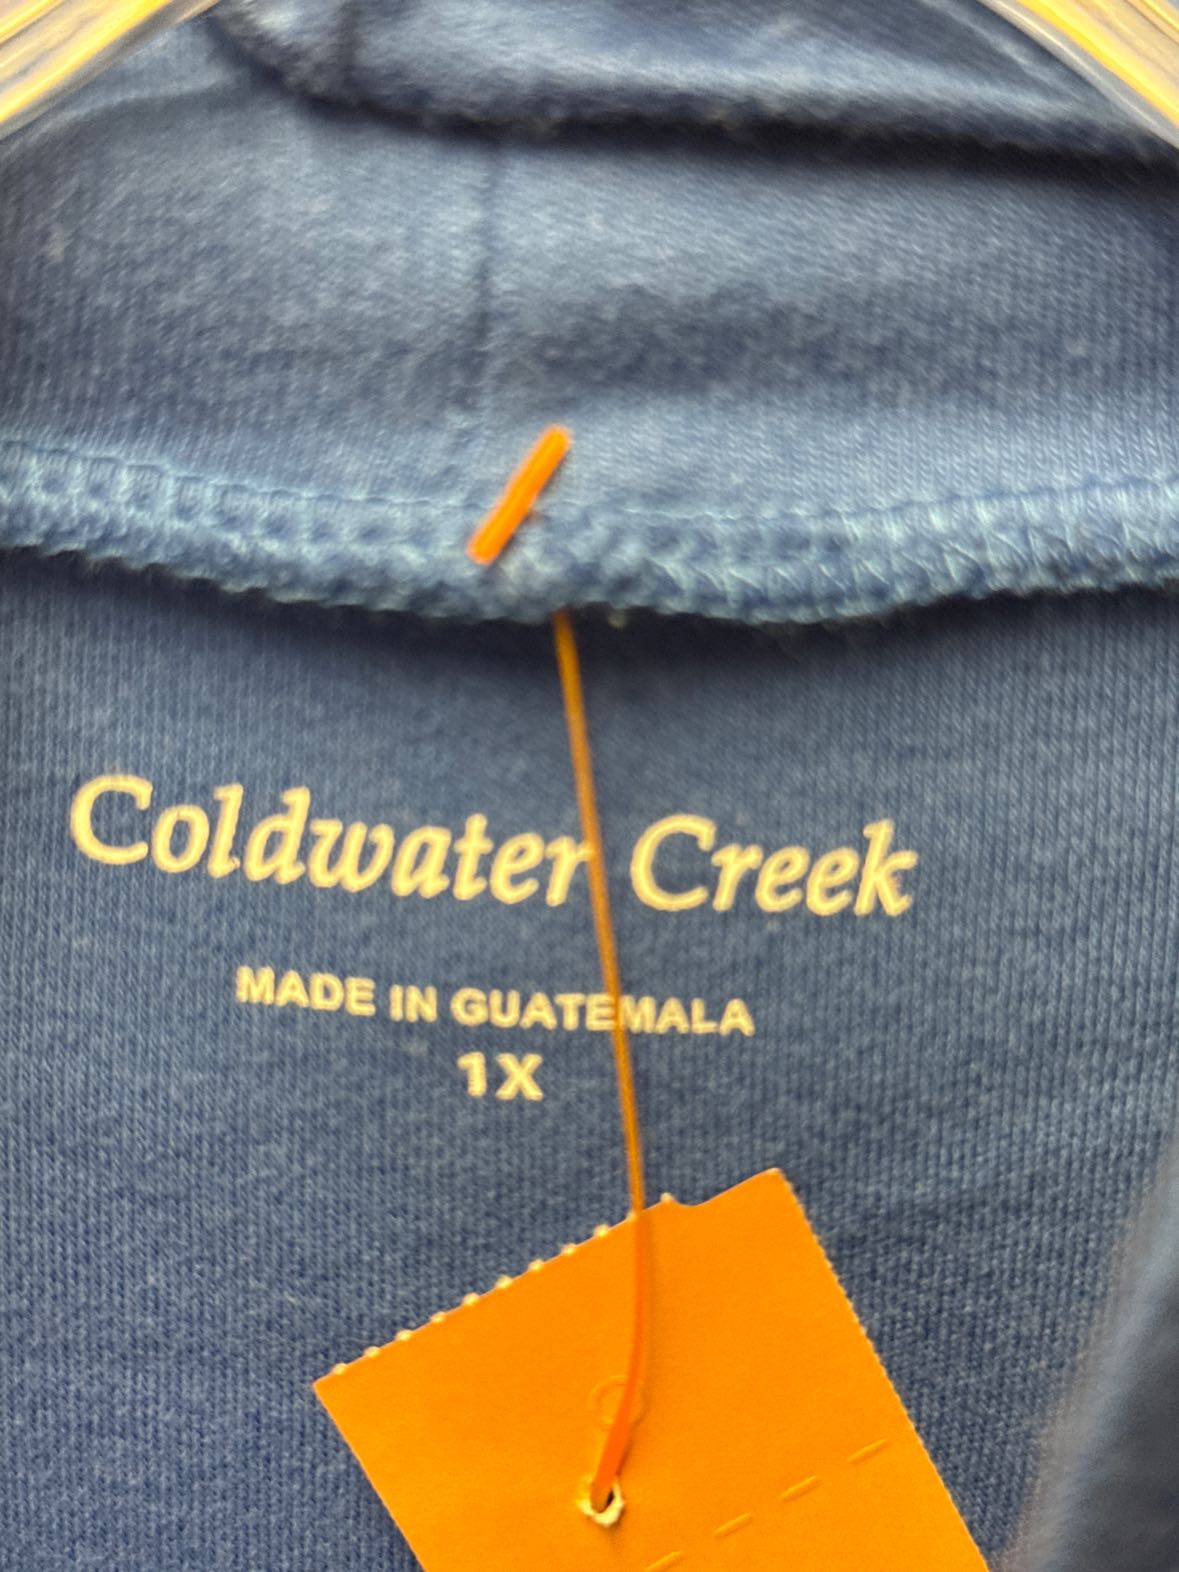 Coldwater Creek
MADE IN GUATEMALA
1X